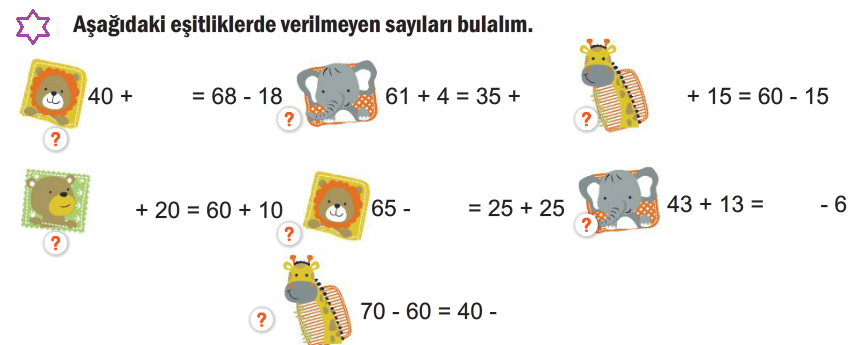 Aşağıdaki eşitliklerde verilmeyen sayıları bulalım.
40 + = 68 - 18 61 + 4 = 35 + + 15 = 60 - 15
? ? ?
+ 20 = 60 + 10 65 - = 25 + 25 43 + 13 = - 6
? ? ?
70 - 60 = 40 -
?